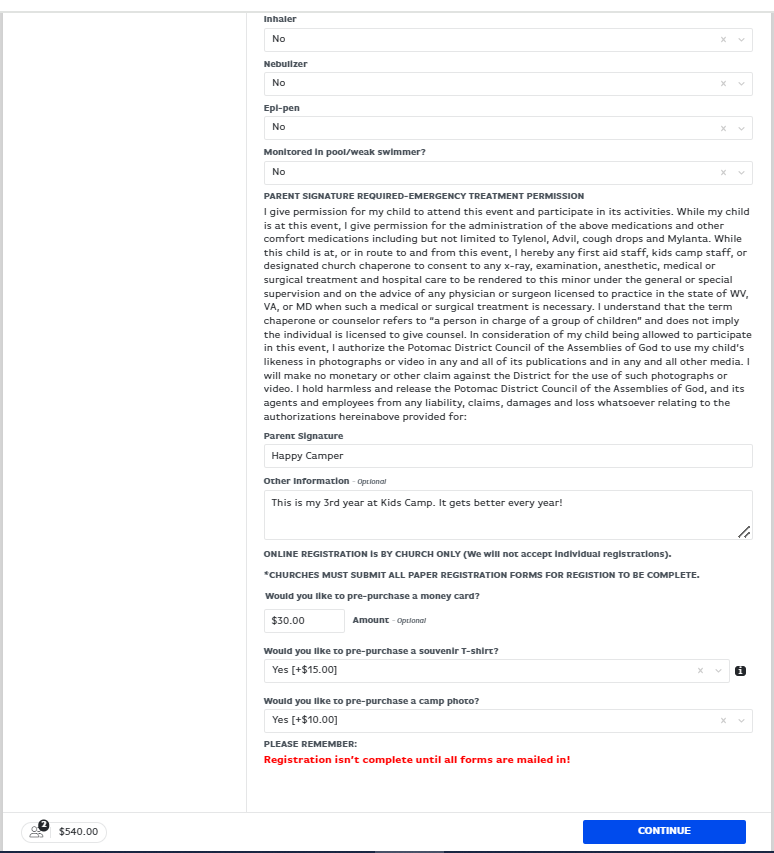 Inhaler
No
Nebulizer
No
Epi-pen
No
Monitored in pool/weak swimmer?
No
PARENT SIGNATURE REQUIRED-EMERGENCY TREATMENT PERMISSION
I give permission for my child to attend this event and participate in its activities. While my child
is at this event, I give permission for the administration of the above medications and other
comfort medications including but not limited to Tylenol, Advil, cough drops and Mylanta. While
this child is at, or in route to and from this event, I hereby any first aid staff, kids camp staff, or
designated church chaperone to consent to any x-ray, examination, anesthetic, medical or
surgical treatment and hospital care to be rendered to this minor under the general or special
supervision and on the advice of any physician or surgeon licensed to practice in the state of WV,
VA, or MD when such a medical or surgical treatment is necessary. I understand that the term
chaperone or counselor refers to “a person in charge of a group of children” and does not imply
the individual is licensed to give counsel. In consideration of my child being allowed to participate
in this event, I authorize the Potomac District Council of the Assemblies of God to use my child’s
likeness in photographs or video in any and all of its publications and in any and all other media. I
will make no monetary or other claim against the District for the use of such photographs or
video. I hold harmless and release the Potomac District Council of the Assemblies of God, and its
agents and employees from any liability, claims, damages and loss whatsoever relating to the
authorizations hereinabove provided for:
Parent Signature
Happy Camper
Other Information - Optional
This is my 3rd year at Kids Camp. It gets better every year!
ONLINE REGISTRATION is BY CHURCH ONLY (We will not accept individual registrations).
*CHURCHES MUST SUBMIT ALL PAPER REGISTRATION FORMS FOR REGISTION TO BE COMPLETE.
Would you like to pre-purchase a money card?
$30.00 Amount - Optional
Would you like to pre-purchase a souvenir T-shirt?
Yes [+$15.00]
Would you like to pre-purchase a camp photo?
Yes [+$10.00]
PLEASE REMEMBER:
Registration isn't complete until all forms are mailed in!
2 $540.00 CONTINUE